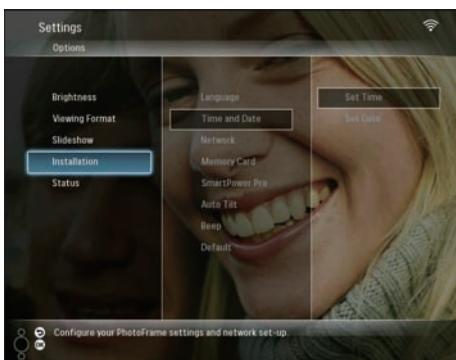 Settings
Options
Brightness
Viewing Format
Slideshow
Installation
Status
Language
Time and Date
Network
Memory Card
SmartPower Pro
Auto Tilt
Beep
Default
Set Time
Set Date
Configure your PhotoFrame settings and network set-up.
OK